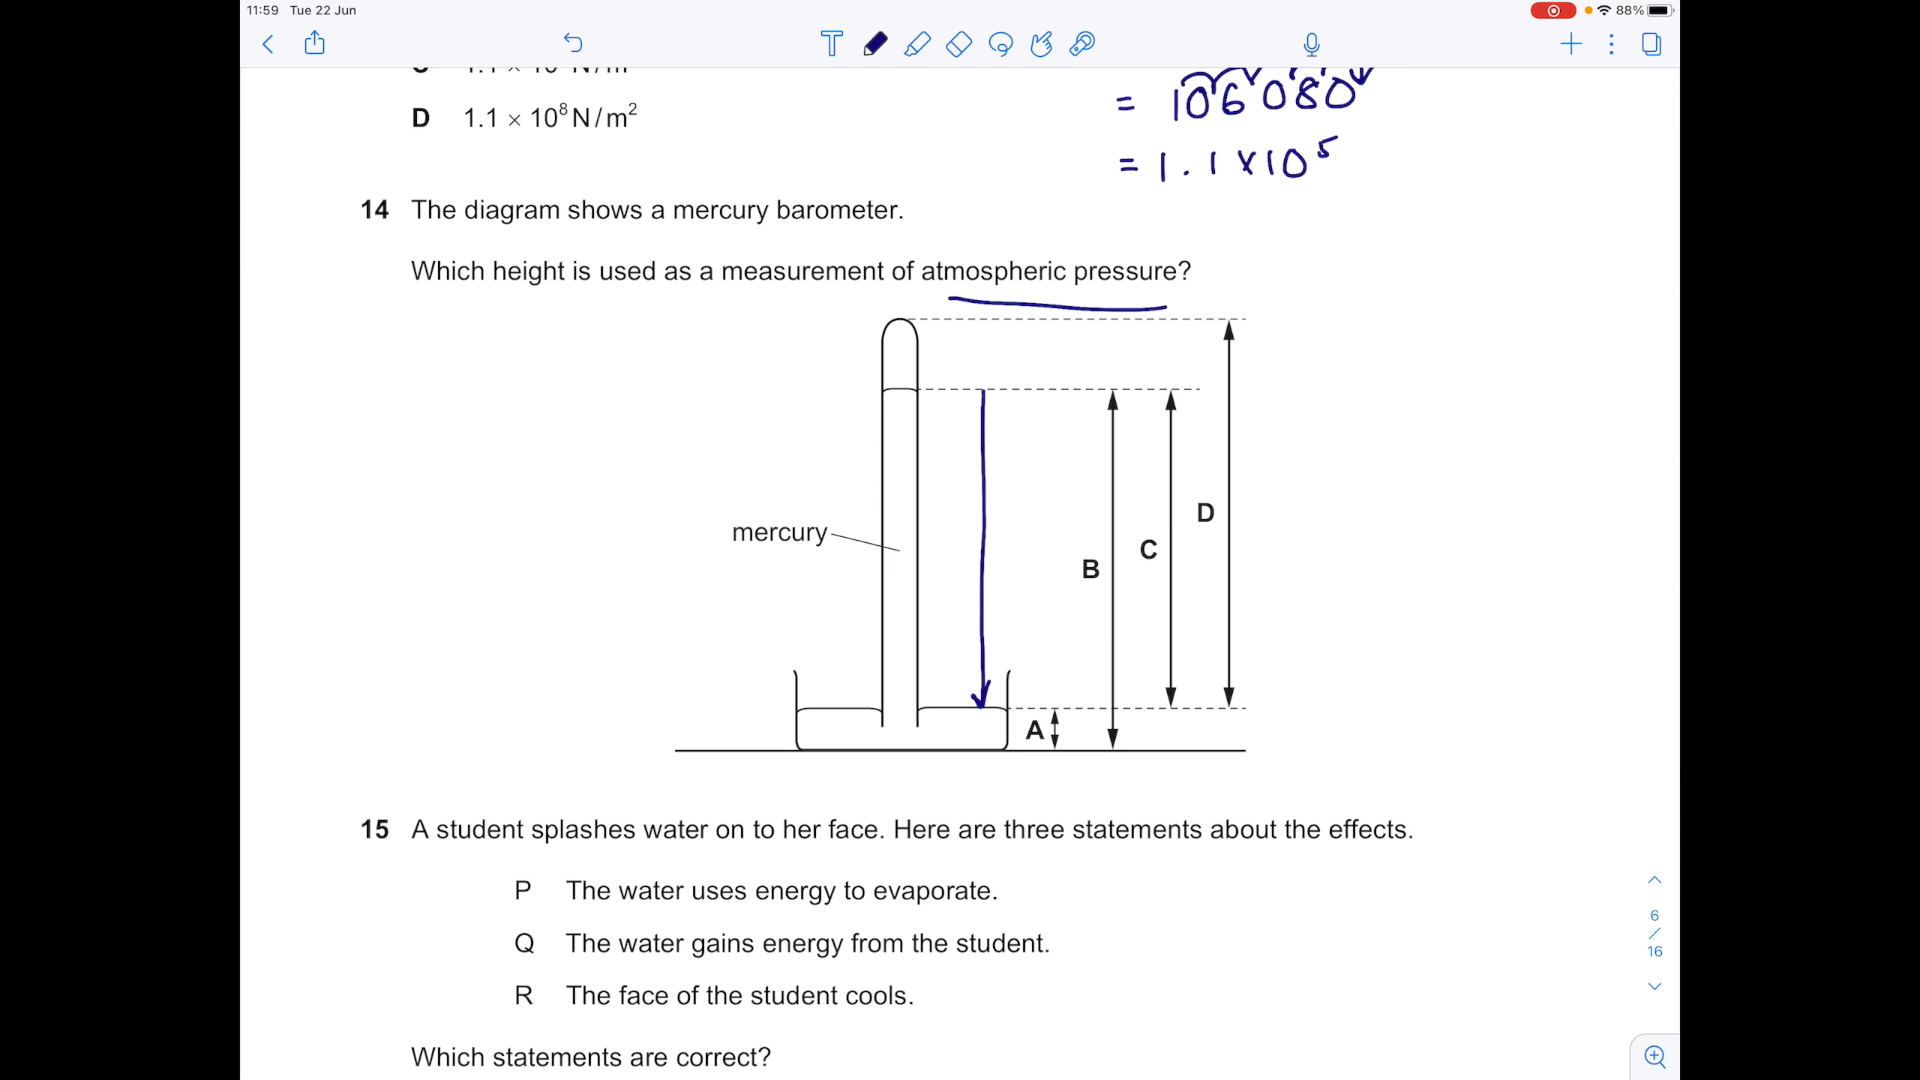 11:59 Tue 22 Jun
88%
D 1.1 × 10⁸ N/m²
= 106080
= 1.1 x 10⁵
14 The diagram shows a mercury barometer.
Which height is used as a measurement of atmospheric pressure?
mercury
D
C
B
A
15 A student splashes water on to her face. Here are three statements about the effects.
P The water uses energy to evaporate.
Q The water gains energy from the student.
R The face of the student cools.
Which statements are correct?
6
/
16